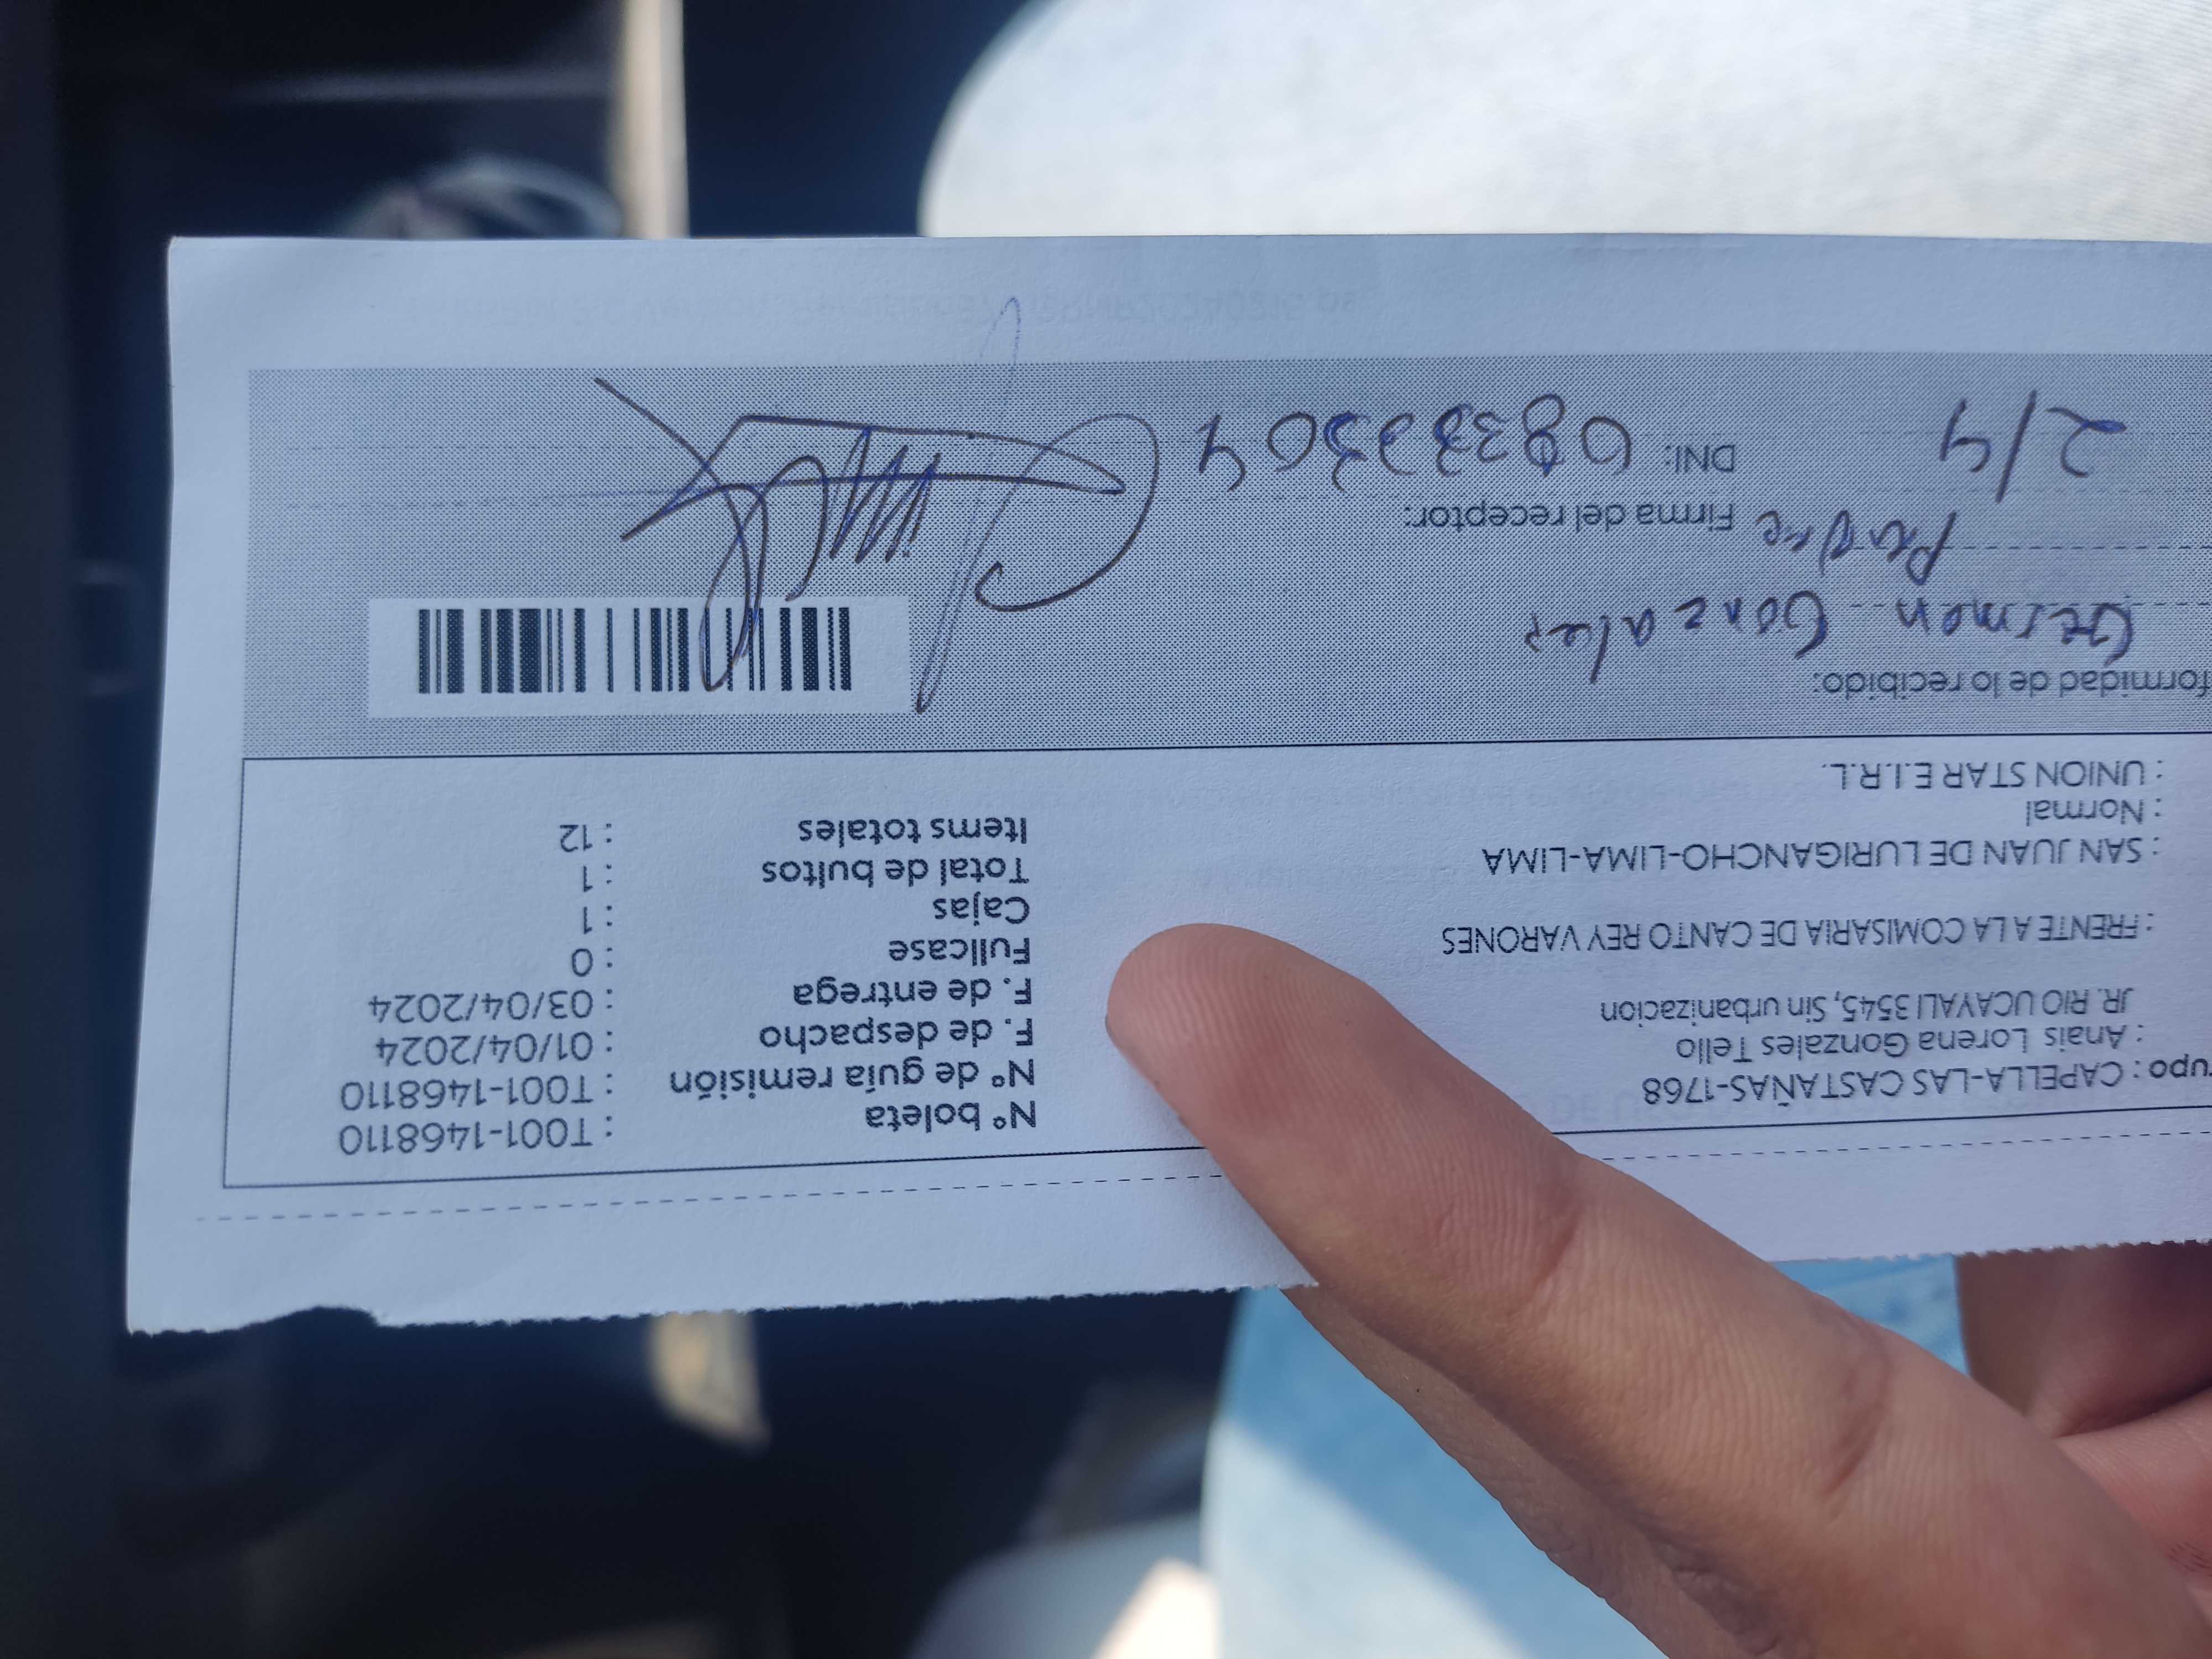 upo : CAPELLA-LAS CASTAÑAS-1768
: Anais Lorena Gonzales Tello
JR. RIO UCAYALI 3545, Sin urbanizacion
: FRENTE A LA COMISARIA DE CANTO REY VARONES
: SAN JUAN DE LURIGANCHO-LIMA-LIMA
: Normal
: UNION STAR E.I.R.L.
N° boleta : T001-1468110
N° de guía remisión : T001-1468110
F. de despacho : 01/04/2024
F. de entrega : 03/04/2024
Fullcase : 0
Cajas : 1
Total de bultos : 1
Items totales : 12
formidad de lo recibido:
German Gonzales
Padre
Firma del receptor:
2/4
DNI: